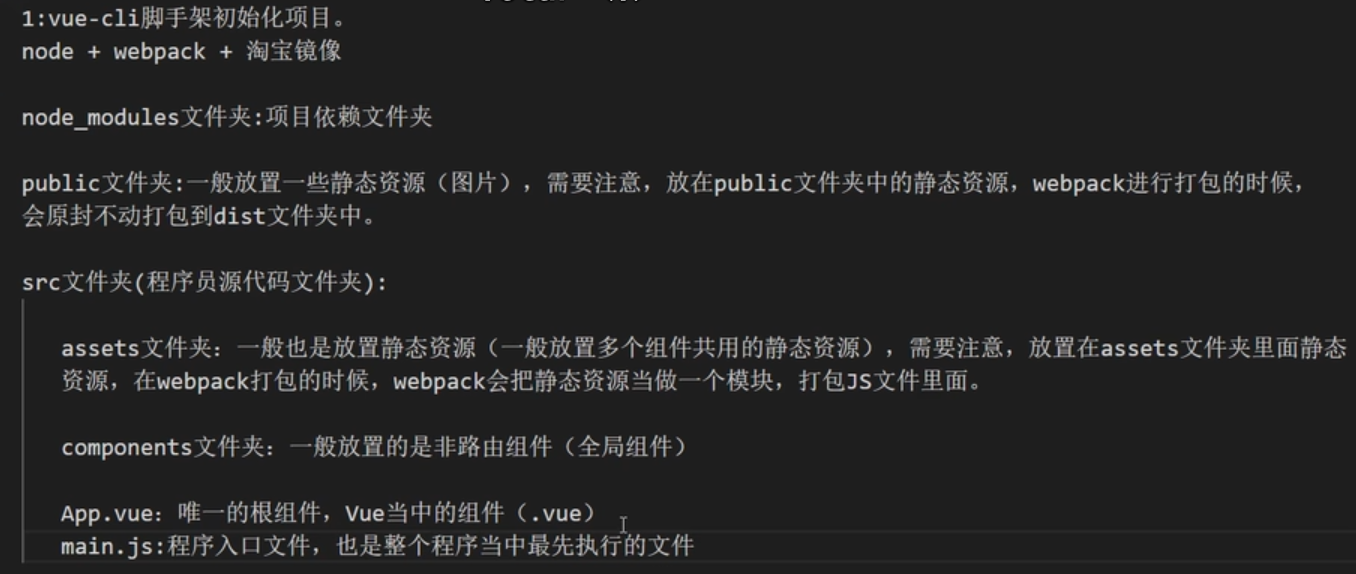 1:vue-cli脚手架初始化项目。
node + webpack + 淘宝镜像
node_modules文件夹:项目依赖文件夹
public文件夹:一般放置一些静态资源（图片），需要注意，放在public文件夹中的静态资源，webpack进行打包的时候，
会原封不动打包到dist文件夹中。
src文件夹(程序员源代码文件夹):
assets文件夹：一般也是放置静态资源（一般放置多个组件共用的静态资源），需要注意，放置在assets文件夹里面静态
资源，在webpack打包的时候，webpack会把静态资源当做一个模块，打包JS文件里面。
components文件夹：一般放置的是非路由组件（全局组件）
App.vue：唯一的根组件，Vue当中的组件（.vue）
main.js:程序入口文件，也是整个程序当中最先执行的文件